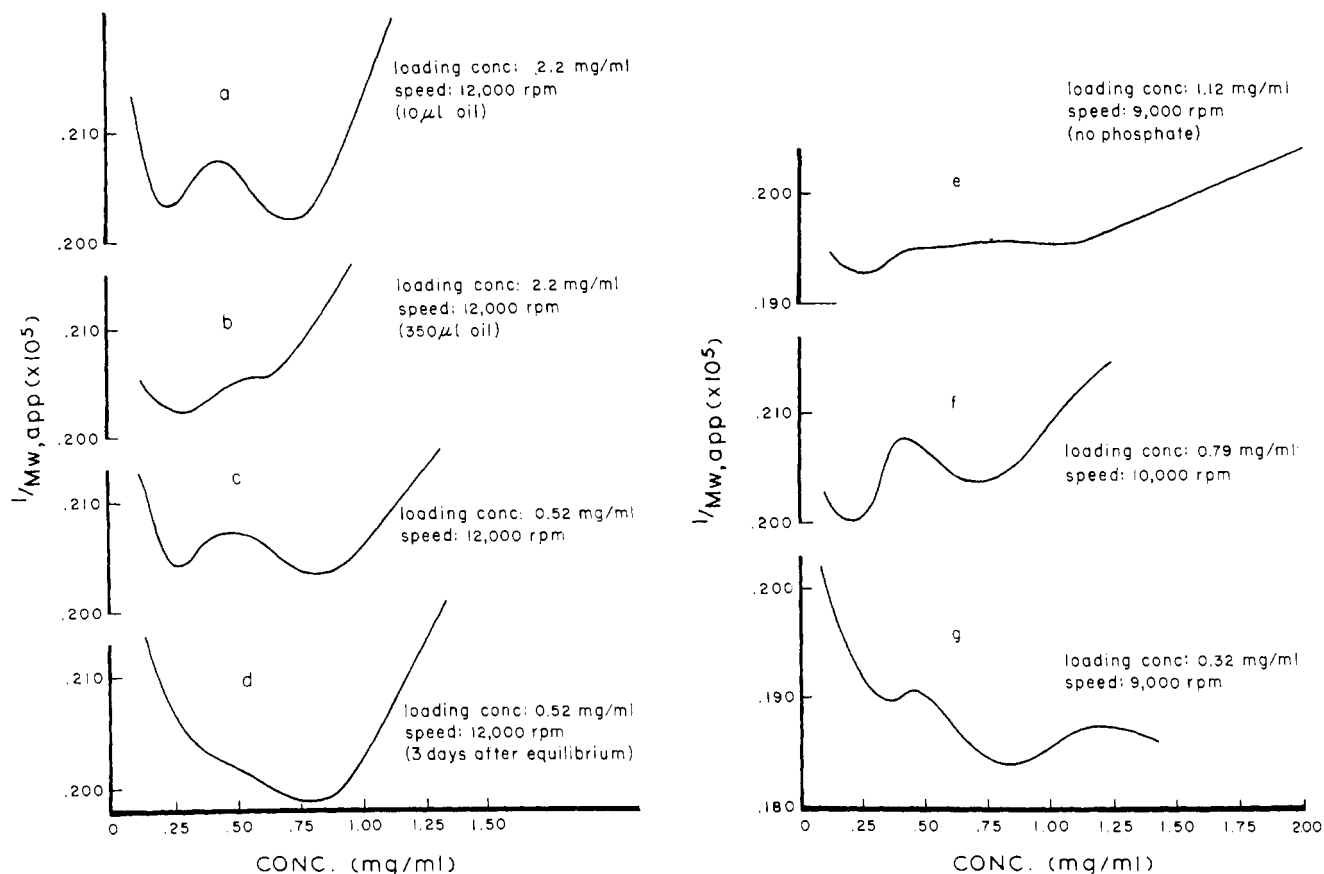 a
loading conc: 2.2 mg/ml
speed: 12,000 rpm
(10μl oil)
.210
.200
b
loading conc: 2.2 mg/ml
speed: 12,000 rpm
(350μl oil)
.210
.200
1/Mw,app (x10⁵)
c
loading conc: 0.52 mg/ml
speed: 12,000 rpm
.210
.200
d
loading conc: 0.52 mg/ml
speed: 12,000 rpm
(3 days after equilibrium)
.210
.200
0 .25 .50 .75 1.00 1.25 1.50
CONC. (mg/ml)
e
loading conc: 1.12 mg/ml
speed: 9,000 rpm
(no phosphate)
.200
.190
1/Mw,app (x10⁵)
f
loading conc: 0.79 mg/ml
speed: 10,000 rpm
.210
.200
g
loading conc: 0.32 mg/ml
speed: 9,000 rpm
.200
.190
.180
0 .25 .50 .75 1.00 1.25 1.50 1.75 2.00
CONC. (mg/ml)